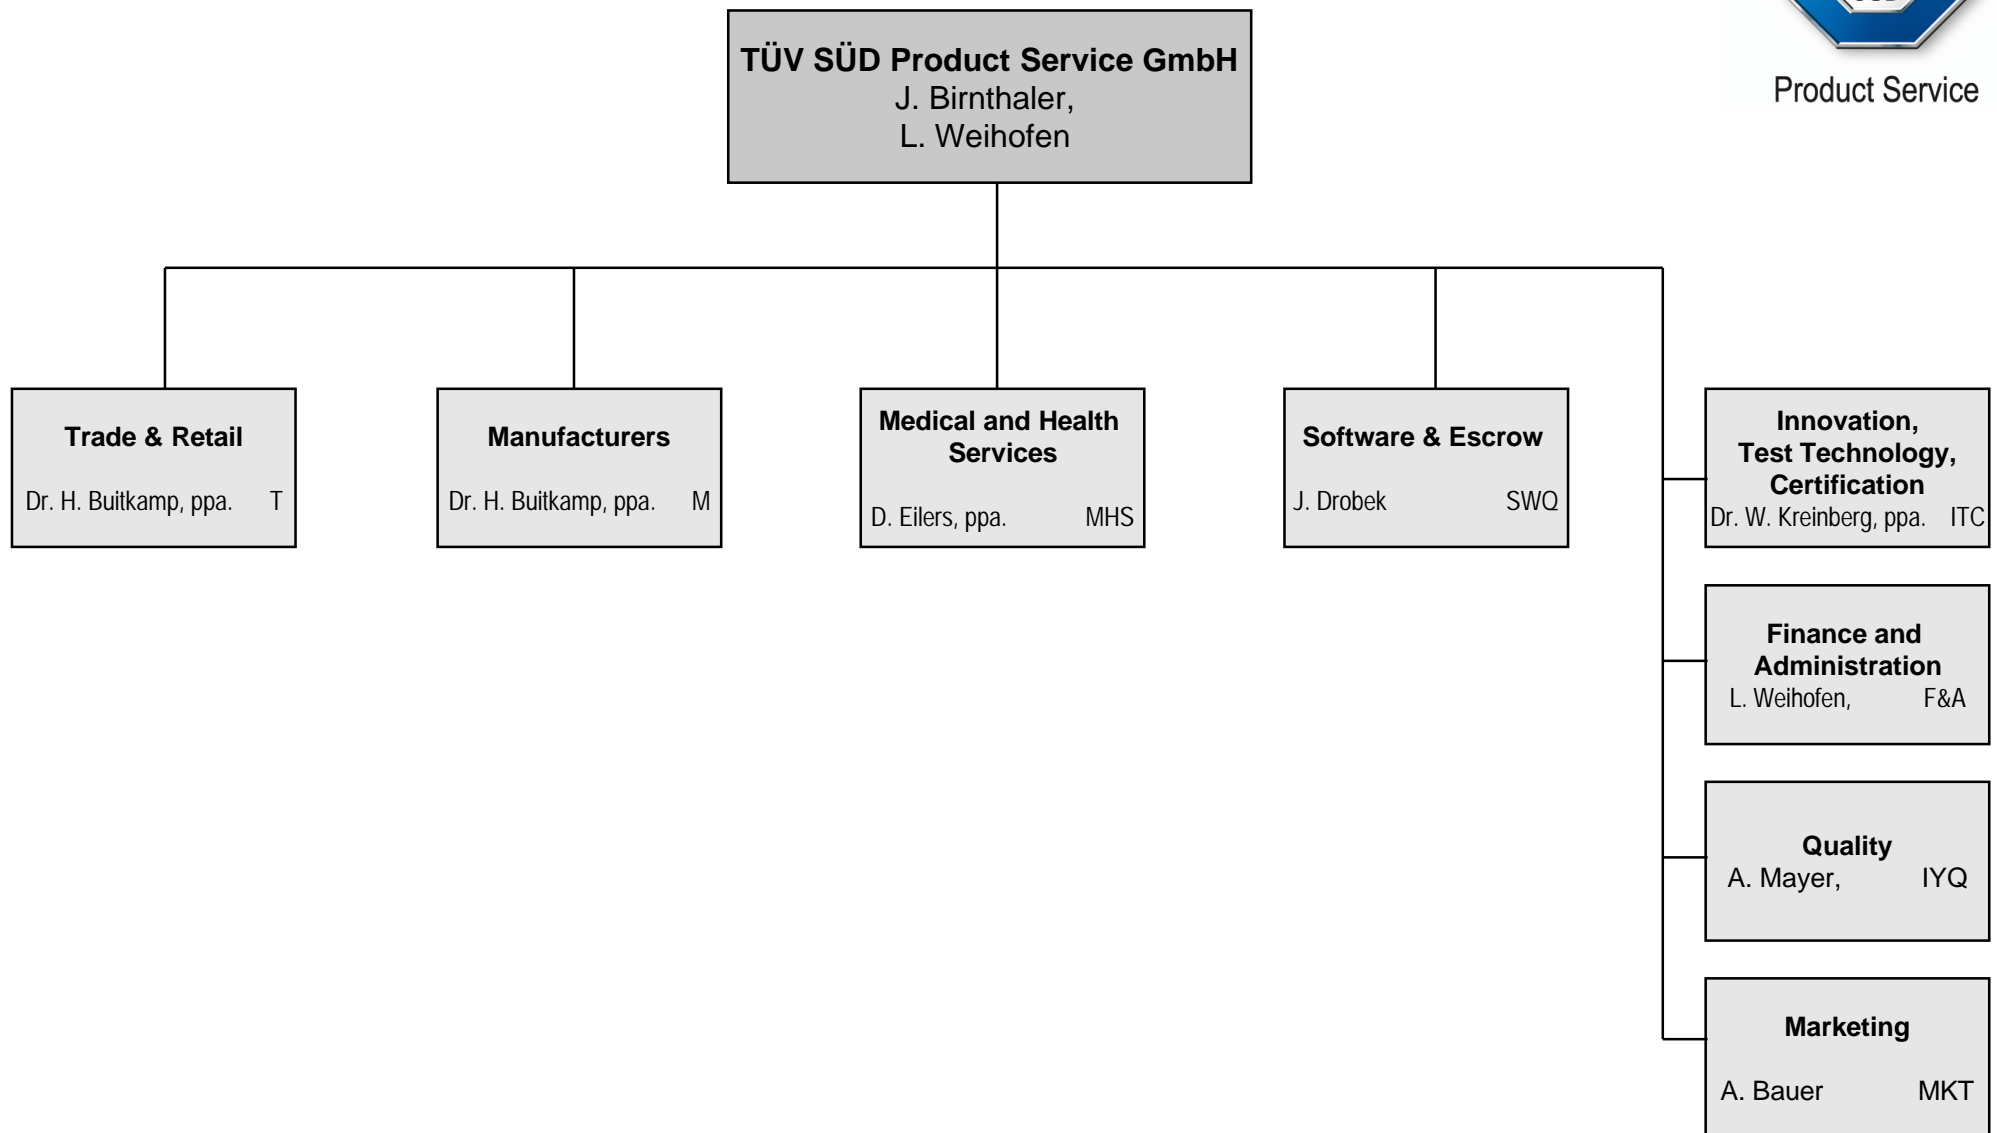 TÜV SÜD Product Service GmbH
J. Birnthaler,
L. Weihofen
Product Service
Trade & Retail
Dr. H. Buitkamp, ppa. T
Manufacturers
Dr. H. Buitkamp, ppa. M
Medical and Health
Services
D. Eilers, ppa. MHS
Software & Escrow
J. Drobek SWQ
Innovation,
Test Technology,
Certification
Dr. W. Kreinberg, ppa. ITC
Finance and
Administration
L. Weihofen, F&A
Quality
A. Mayer, IYQ
Marketing
A. Bauer MKT